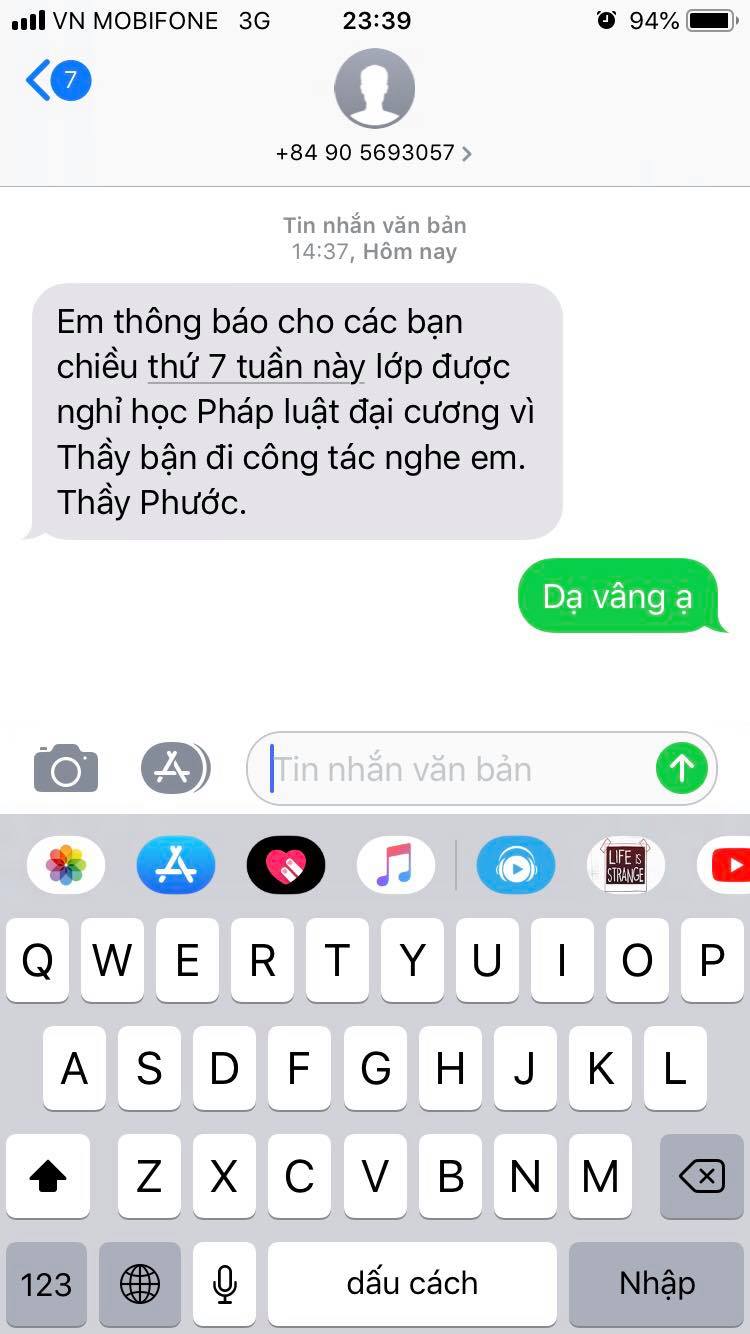 VN MOBIFONE 3G 23:39 94%
7
+84 90 5693057
Tin nhắn văn bản
14:37, Hôm nay
Em thông báo cho các bạn
chiều thứ 7 tuần này lớp được
nghỉ học Pháp luật đại cương vì
Thầy bận đi công tác nghe em.
Thầy Phước.
Dạ vâng ạ
Tin nhắn văn bản
LIFE IS
STRANGE
Q W E R T Y U I O P
A S D F G H J K L
Z X C V B N M
123 dấu cách Nhập